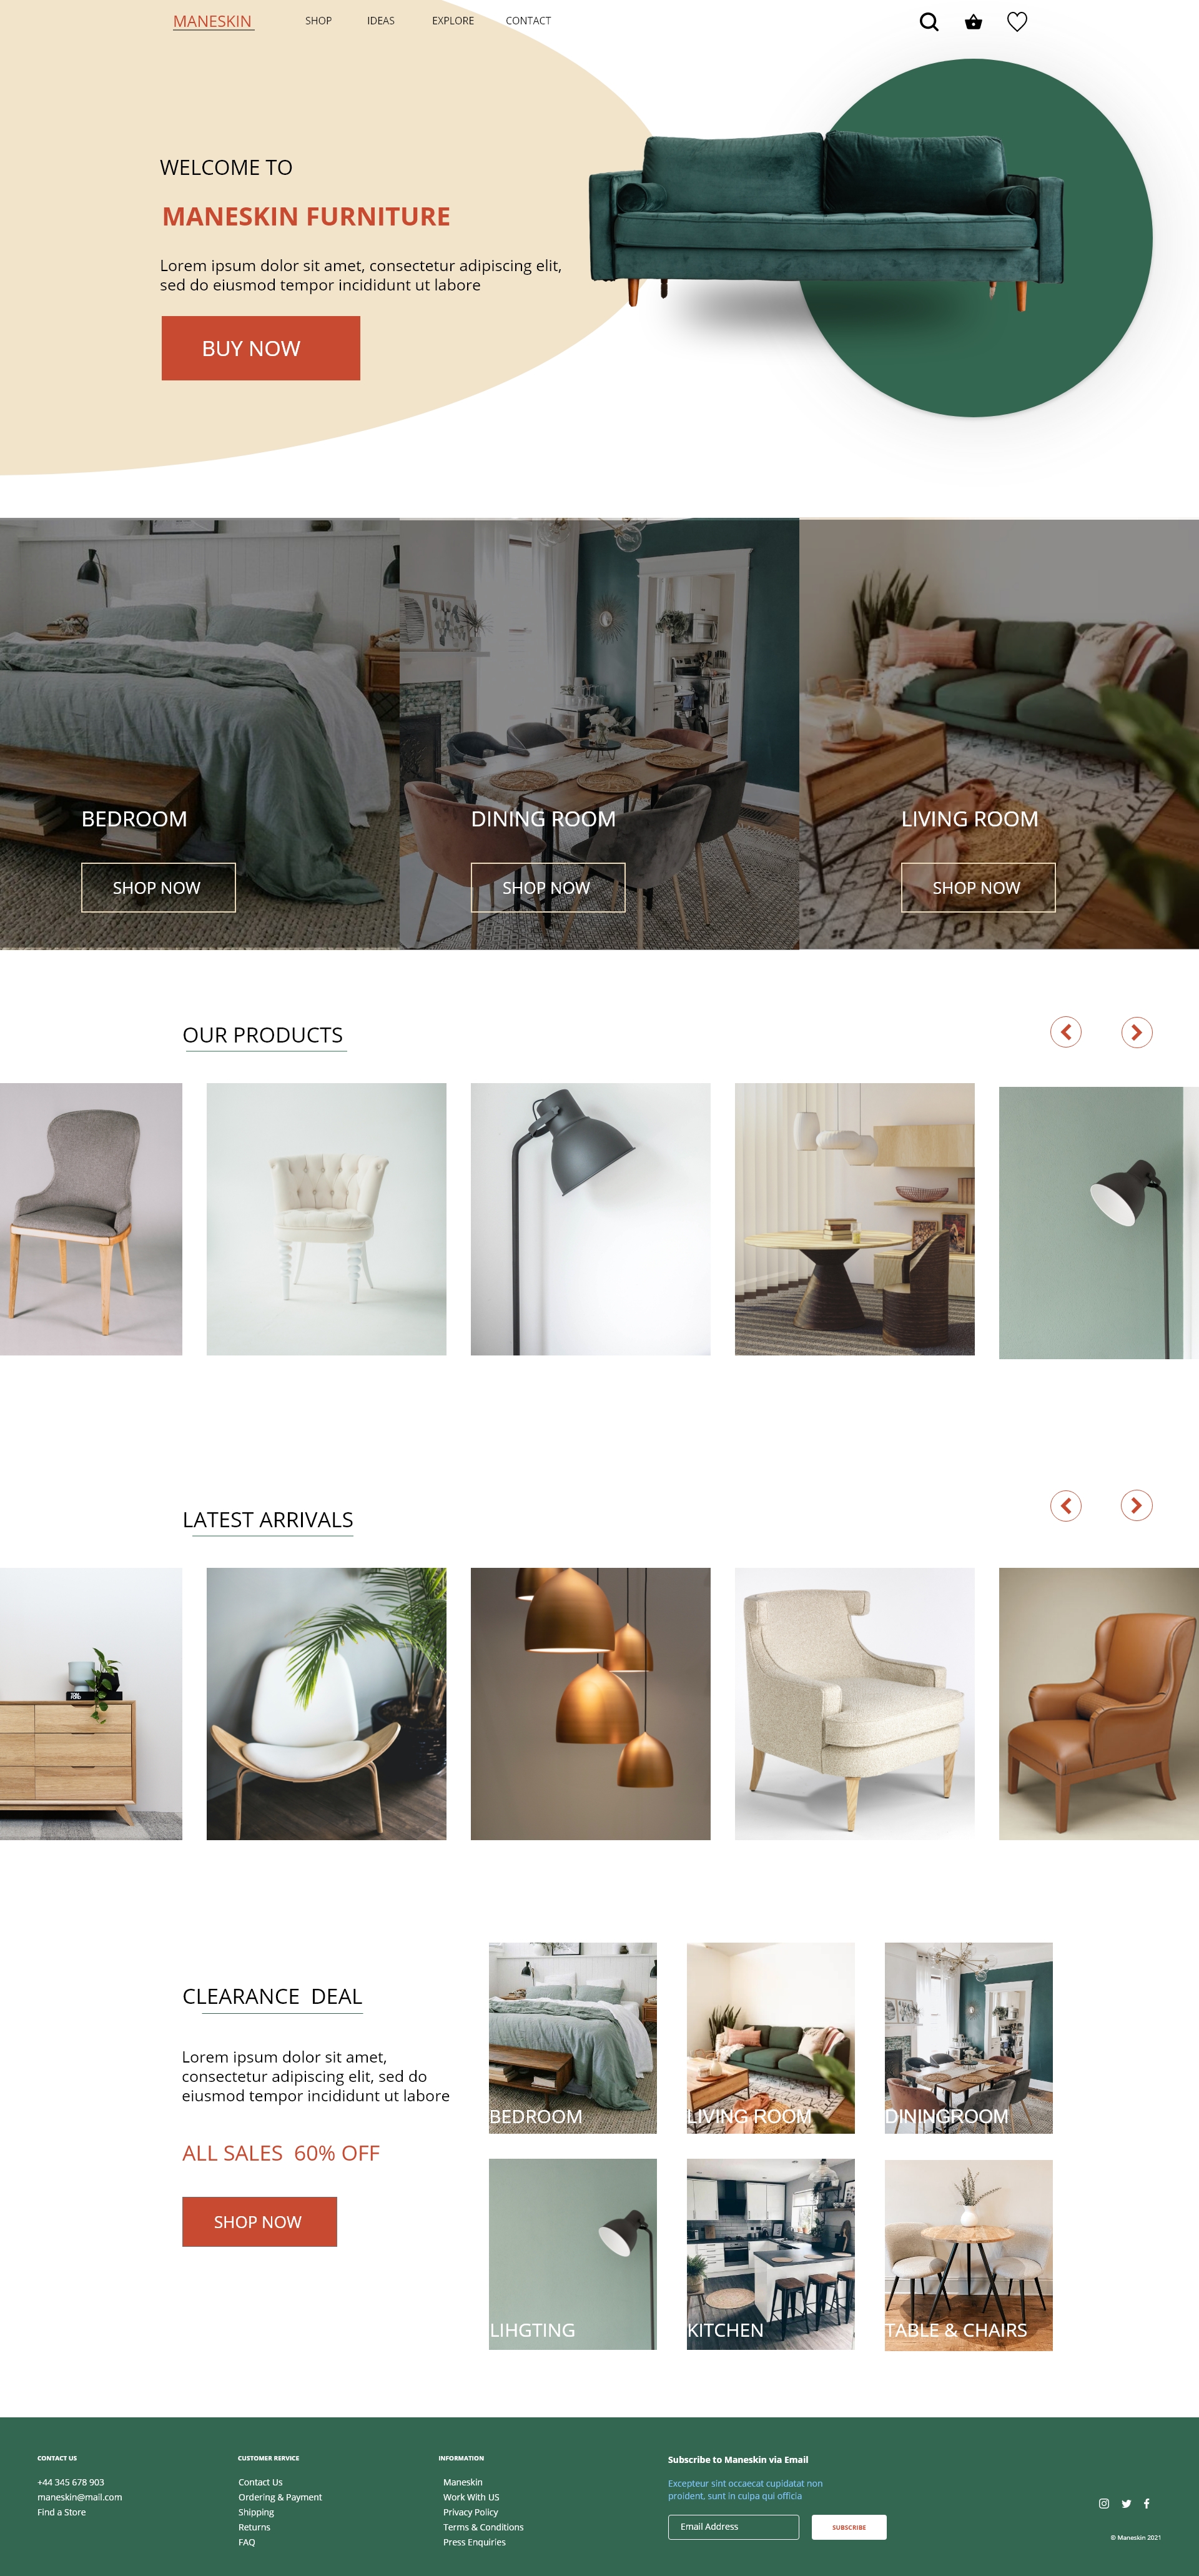 MANESKIN SHOP IDEAS EXPLORE CONTACT
WELCOME TO
MANESKIN FURNITURE
Lorem ipsum dolor sit amet, consectetur adipiscing elit,
sed do eiusmod tempor incididunt ut labore
BUY NOW
BEDROOM
SHOP NOW
DINING ROOM
SHOP NOW
LIVING ROOM
SHOP NOW
OUR PRODUCTS
LATEST ARRIVALS
TOM FORD
CLEARANCE DEAL
Lorem ipsum dolor sit amet,
consectetur adipiscing elit, sed do
eiusmod tempor incididunt ut labore
ALL SALES 60% OFF
SHOP NOW
BEDROOM
LIVING ROOM
DININGROOM
LIHGTING
KITCHEN
TABLE & CHAIRS
CONTACT US
+44 345 678 903
maneskin@mail.com
Find a Store
CUSTOMER RERVICE
Contact Us
Ordering & Payment
Shipping
Returns
FAQ
INFORMATION
Maneskin
Work With US
Privacy Policy
Terms & Conditions
Press Enquiries
Subscribe to Maneskin via Email
Excepteur sint occaecat cupidatat non
proident, sunt in culpa qui officia
Email Address
SUBSCRIBE
© Maneskin 2021